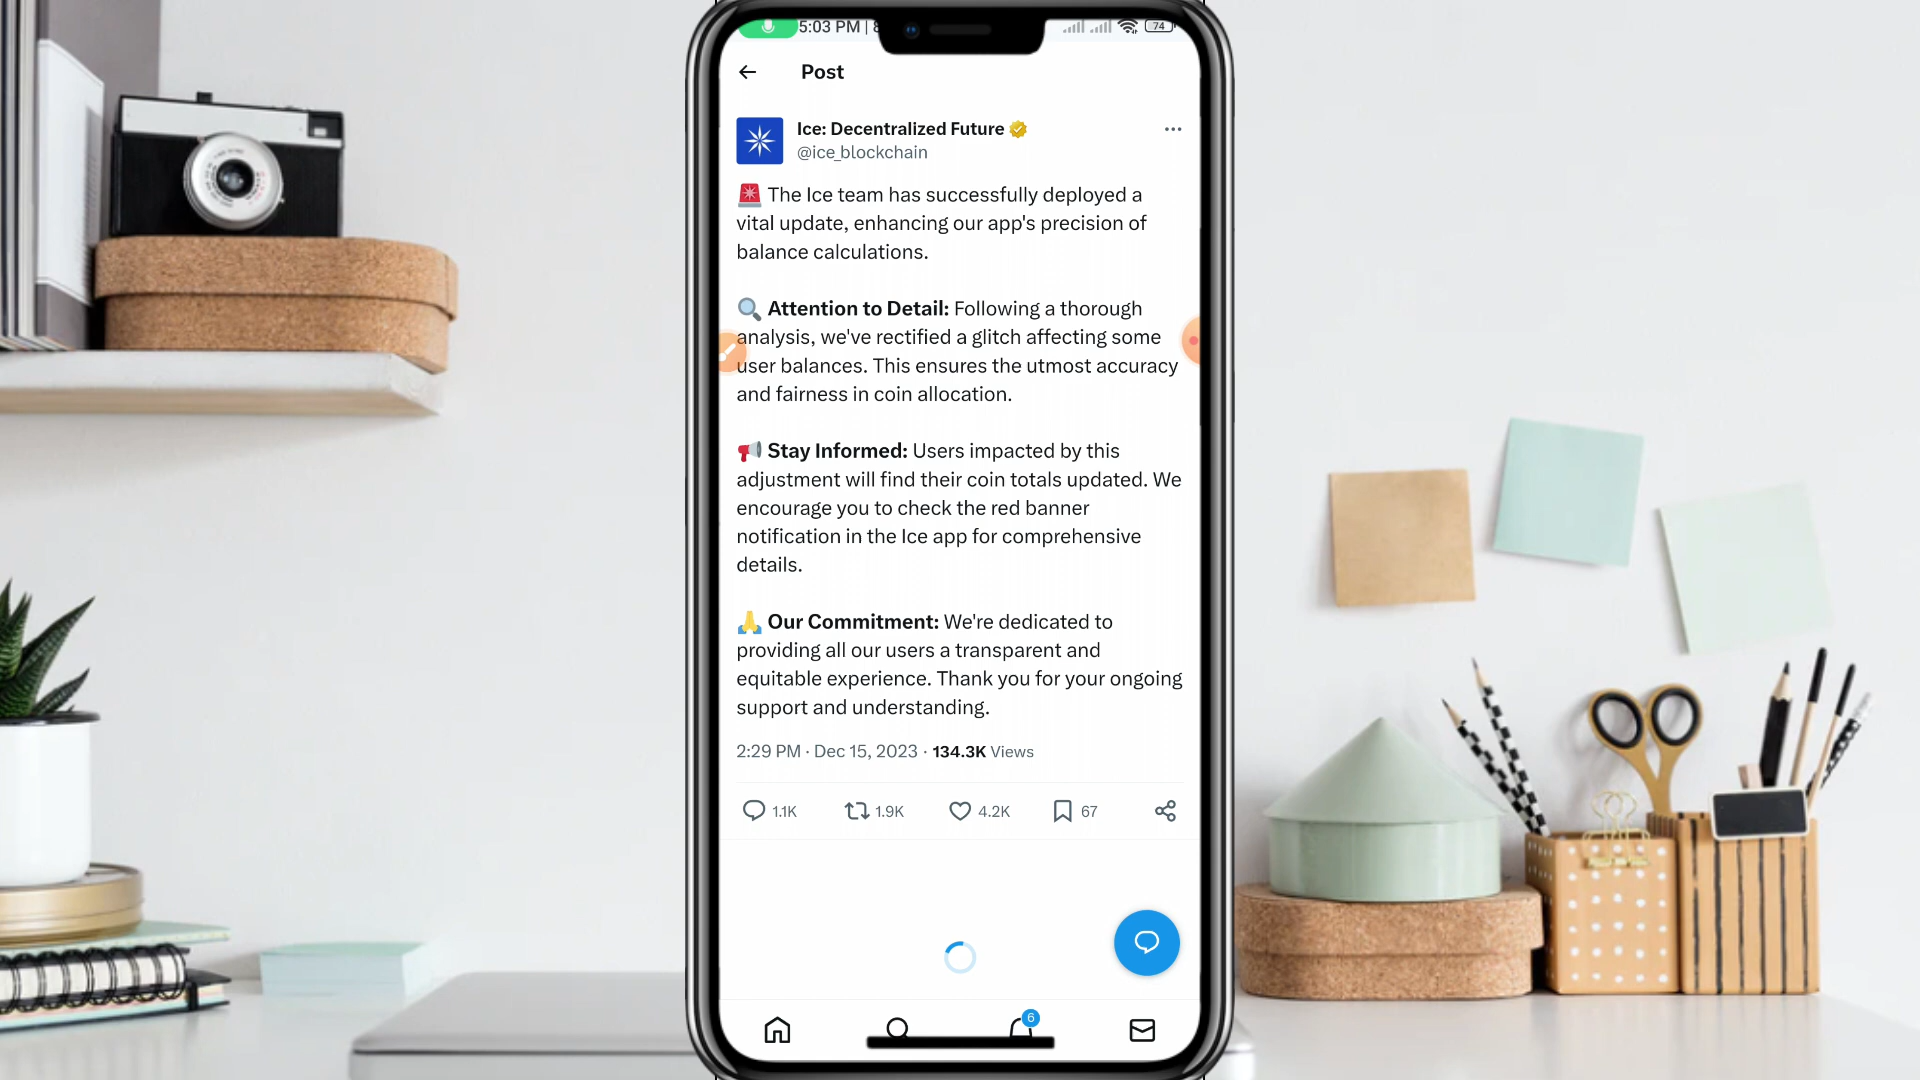 5:03 PM |
74
Post
Ice: Decentralized Future
@ice_blockchain
🚨 The Ice team has successfully deployed a
vital update, enhancing our app's precision of
balance calculations.
🔍 Attention to Detail: Following a thorough
analysis, we've rectified a glitch affecting some
user balances. This ensures the utmost accuracy
and fairness in coin allocation.
📢 Stay Informed: Users impacted by this
adjustment will find their coin totals updated. We
encourage you to check the red banner
notification in the Ice app for comprehensive
details.
🙏 Our Commitment: We're dedicated to
providing all our users a transparent and
equitable experience. Thank you for your ongoing
support and understanding.
2:29 PM · Dec 15, 2023 · 134.3K Views
1.1K 1.9K 4.2K 67
6